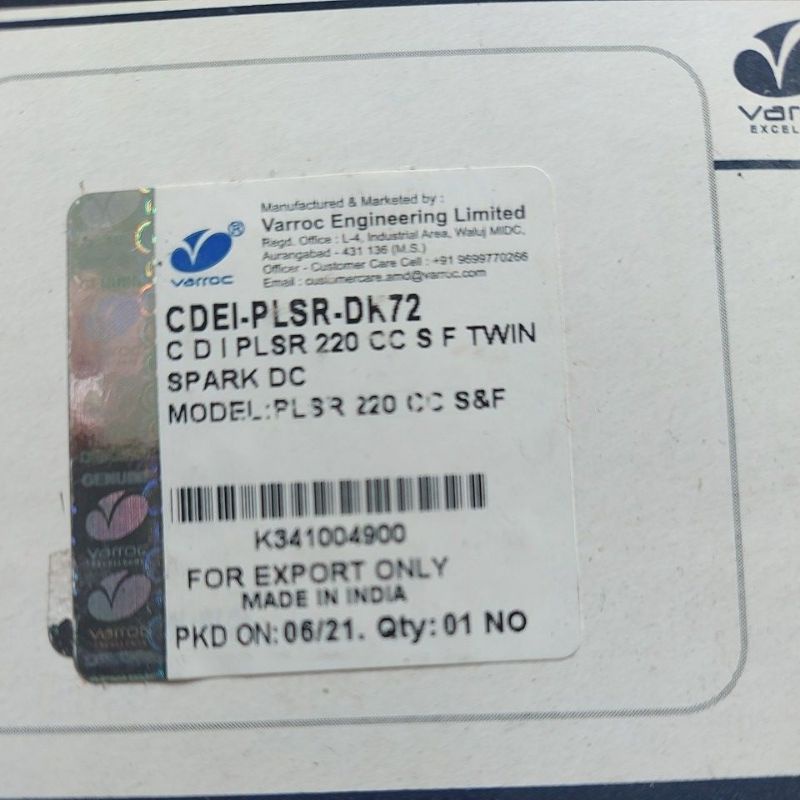 varroc
Manufactured & Marketed by :
Varroc Engineering Limited
Regd. Office : L-4, Industrial Area, Waluj MIDC,
Aurangabad - 431 136 (M.S.)
Officer - Customer Care Cell : +91 9699770266
Email : customercare.amd@varroc.com
CDEI-PLSR-DK72
C D I PLSR 220 CC S F TWIN
SPARK DC
MODEL:PLSR 220 CC S&F
K341004900
FOR EXPORT ONLY
MADE IN INDIA
PKD ON: 06/21. Qty: 01 NO
GENUINE
varroc
EXCELLENCE
varroc
EXCELLENCE
var
EXCEL